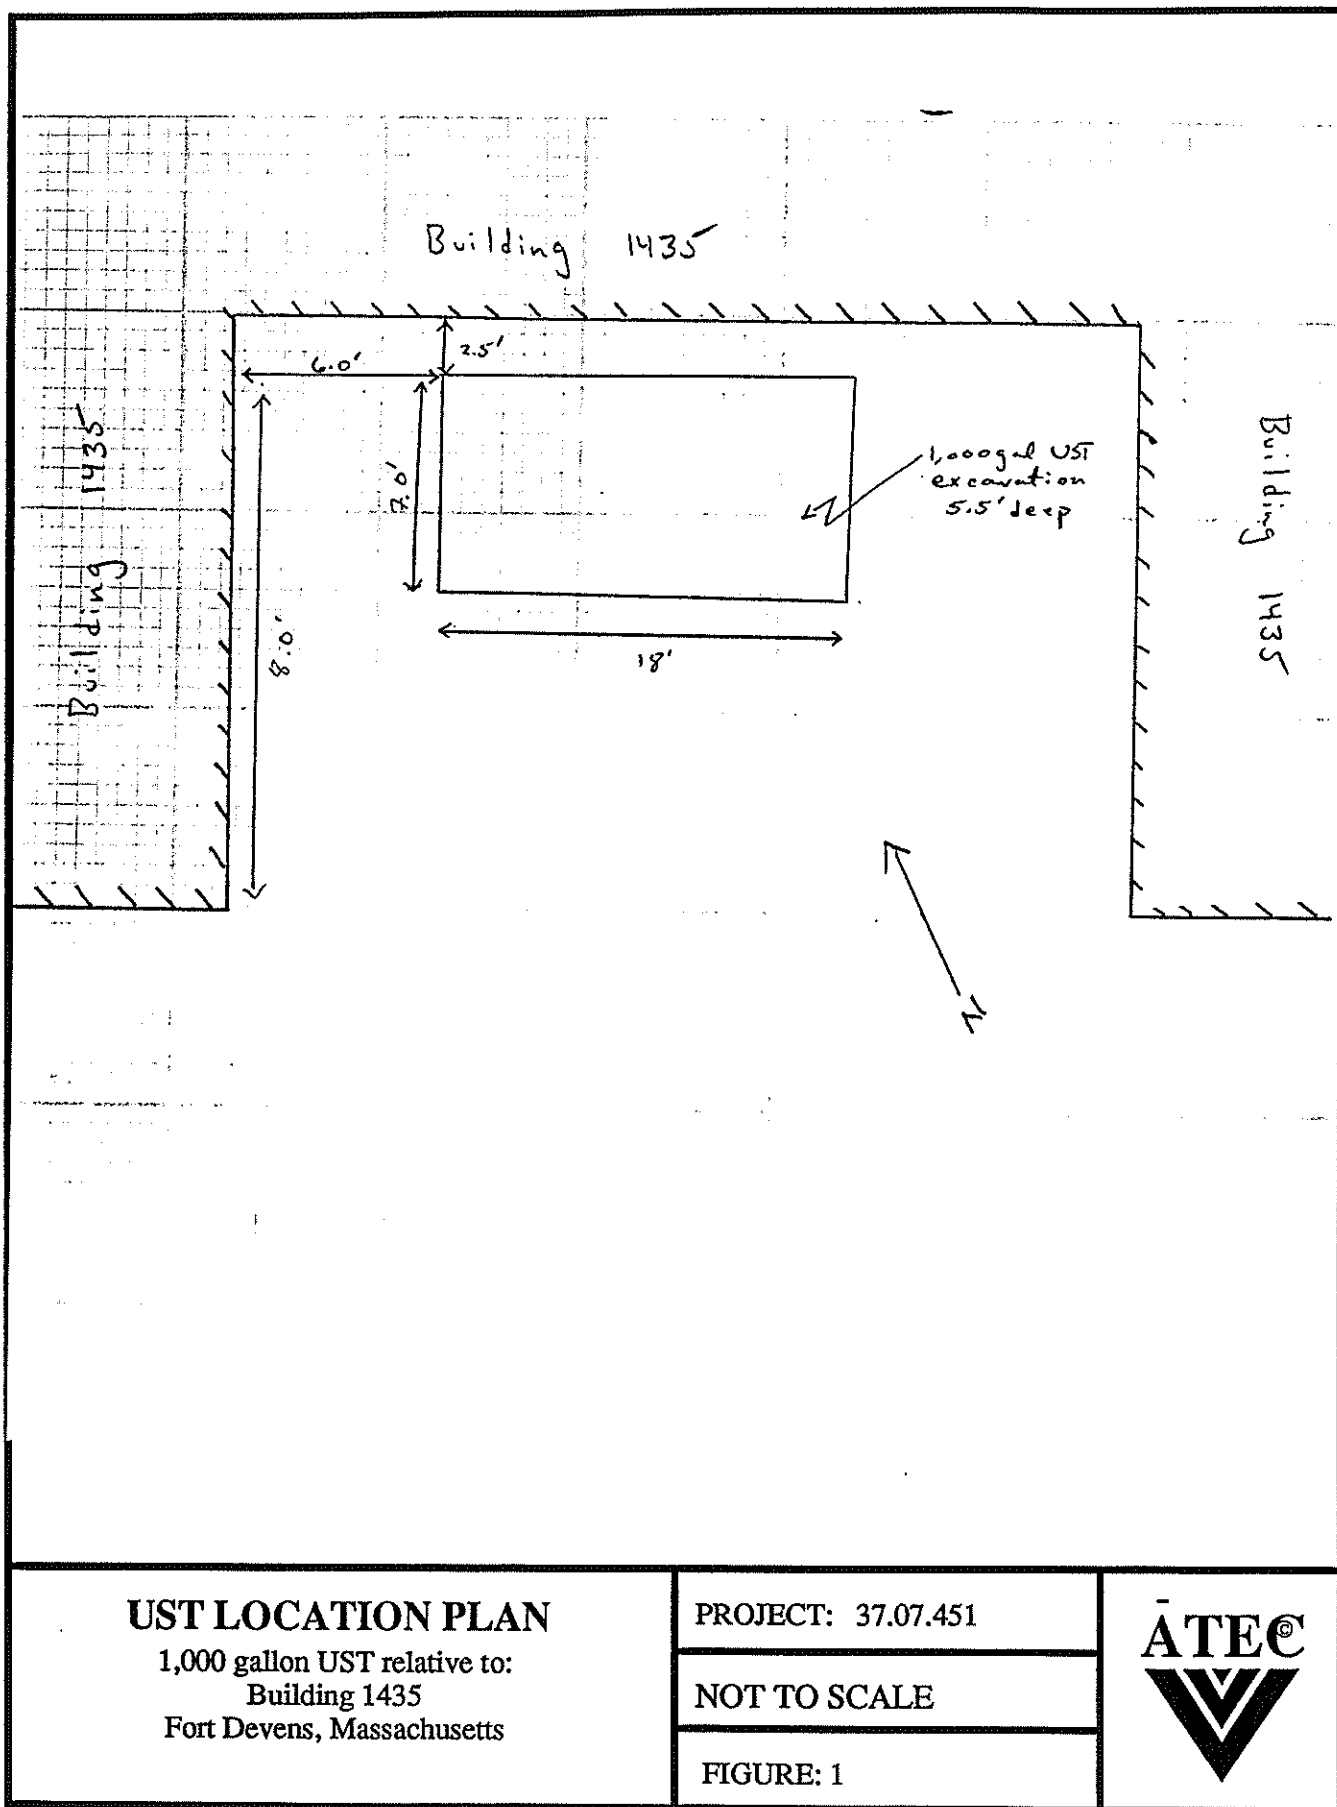 Building 1435
2.5'
6.0'
7.0'
1,000 gal UST
excavation
5.5' deep
Building 1435
Building 1435
8.0'
18'
N
UST LOCATION PLAN
1,000 gallon UST relative to:
Building 1435
Fort Devens, Massachusetts
PROJECT: 37.07.451
NOT TO SCALE
FIGURE: 1
ATEC©